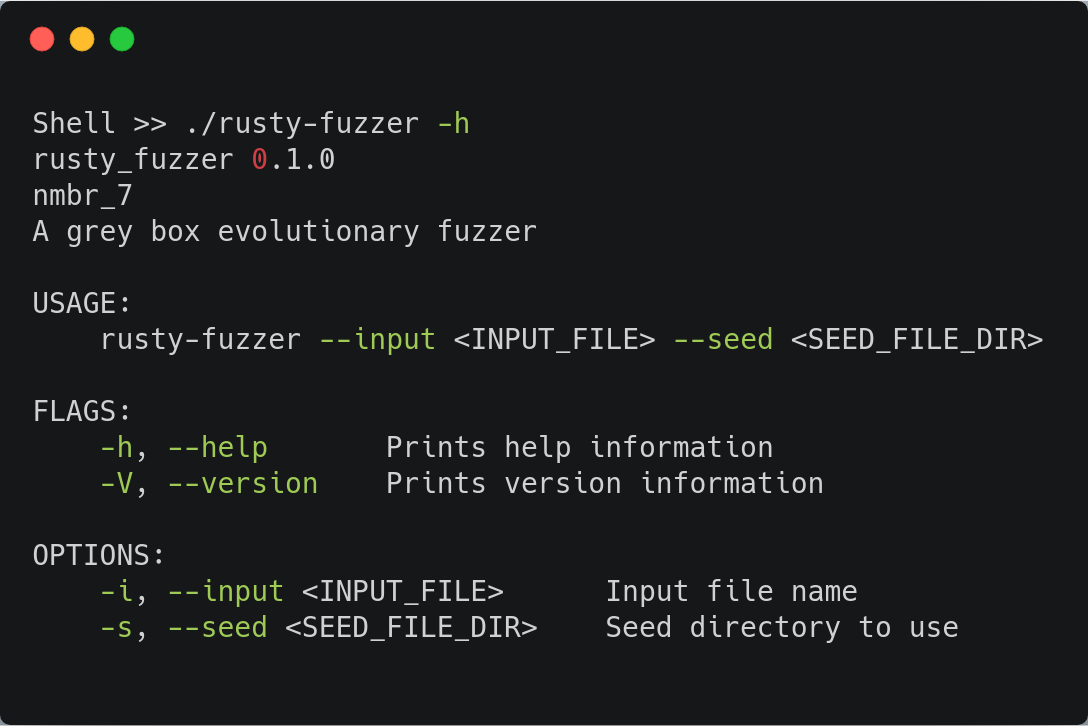 Shell >> ./rusty-fuzzer -h
rusty_fuzzer 0.1.0
nmbr_7
A grey box evolutionary fuzzer

USAGE:
    rusty-fuzzer --input <INPUT_FILE> --seed <SEED_FILE_DIR>

FLAGS:
    -h, --help       Prints help information
    -V, --version    Prints version information

OPTIONS:
    -i, --input <INPUT_FILE>      Input file name
    -s, --seed <SEED_FILE_DIR>    Seed directory to use